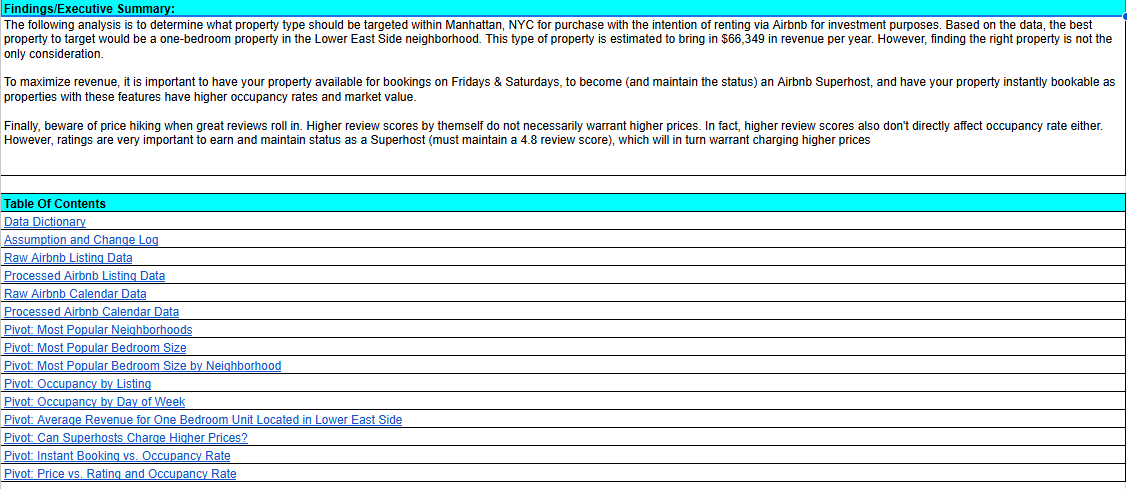 Findings/Executive Summary:
The following analysis is to determine what property type should be targeted within Manhattan, NYC for purchase with the intention of renting via Airbnb for investment purposes. Based on the data, the best
property to target would be a one-bedroom property in the Lower East Side neighborhood. This type of property is estimated to bring in $66,349 in revenue per year. However, finding the right property is not the
only consideration.
To maximize revenue, it is important to have your property available for bookings on Fridays & Saturdays, to become (and maintain the status) an Airbnb Superhost, and have your property instantly bookable as
properties with these features have higher occupancy rates and market value.
Finally, beware of price hiking when great reviews roll in. Higher review scores by themself do not necessarily warrant higher prices. In fact, higher review scores also don't directly affect occupancy rate either.
However, ratings are very important to earn and maintain status as a Superhost (must maintain a 4.8 review score), which will in turn warrant charging higher prices
Table Of Contents
Data Dictionary
Assumption and Change Log
Raw Airbnb Listing Data
Processed Airbnb Listing Data
Raw Airbnb Calendar Data
Processed Airbnb Calendar Data
Pivot: Most Popular Neighborhoods
Pivot: Most Popular Bedroom Size
Pivot: Most Popular Bedroom Size by Neighborhood
Pivot: Occupancy by Listing
Pivot: Occupancy by Day of Week
Pivot: Average Revenue for One Bedroom Unit Located in Lower East Side
Pivot: Can Superhosts Charge Higher Prices?
Pivot: Instant Booking vs. Occupancy Rate
Pivot: Price vs. Rating and Occupancy Rate